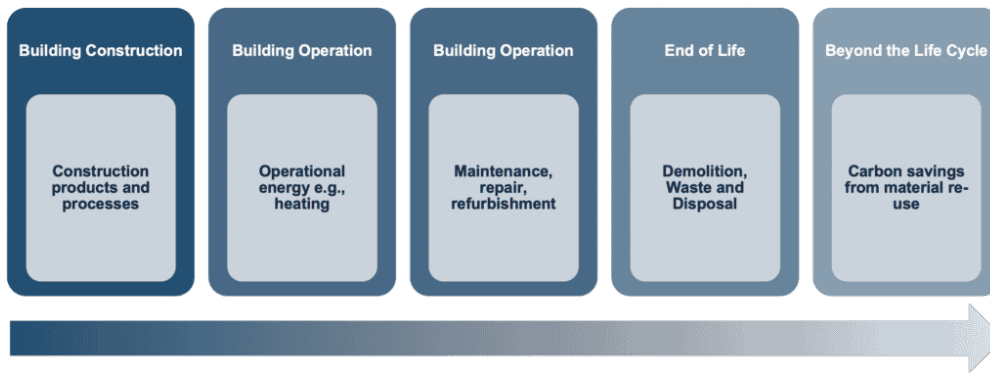 Building Construction
Building Operation
Building Operation
End of Life
Beyond the Life Cycle
Construction
products and
processes
Operational
energy e.g.,
heating
Maintenance,
repair,
refurbishment
Demolition,
Waste and
Disposal
Carbon savings
from material re-
use